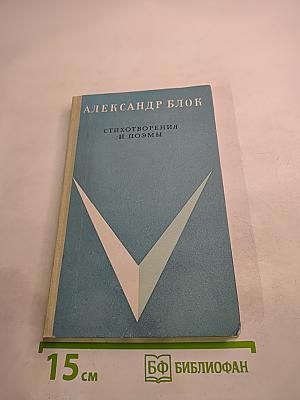 АЛЕКСАНДР БЛОК
СТИХОТВОРЕНИЯ
И ПОЭМЫ
15 см
БФ БИБЛИОФАН